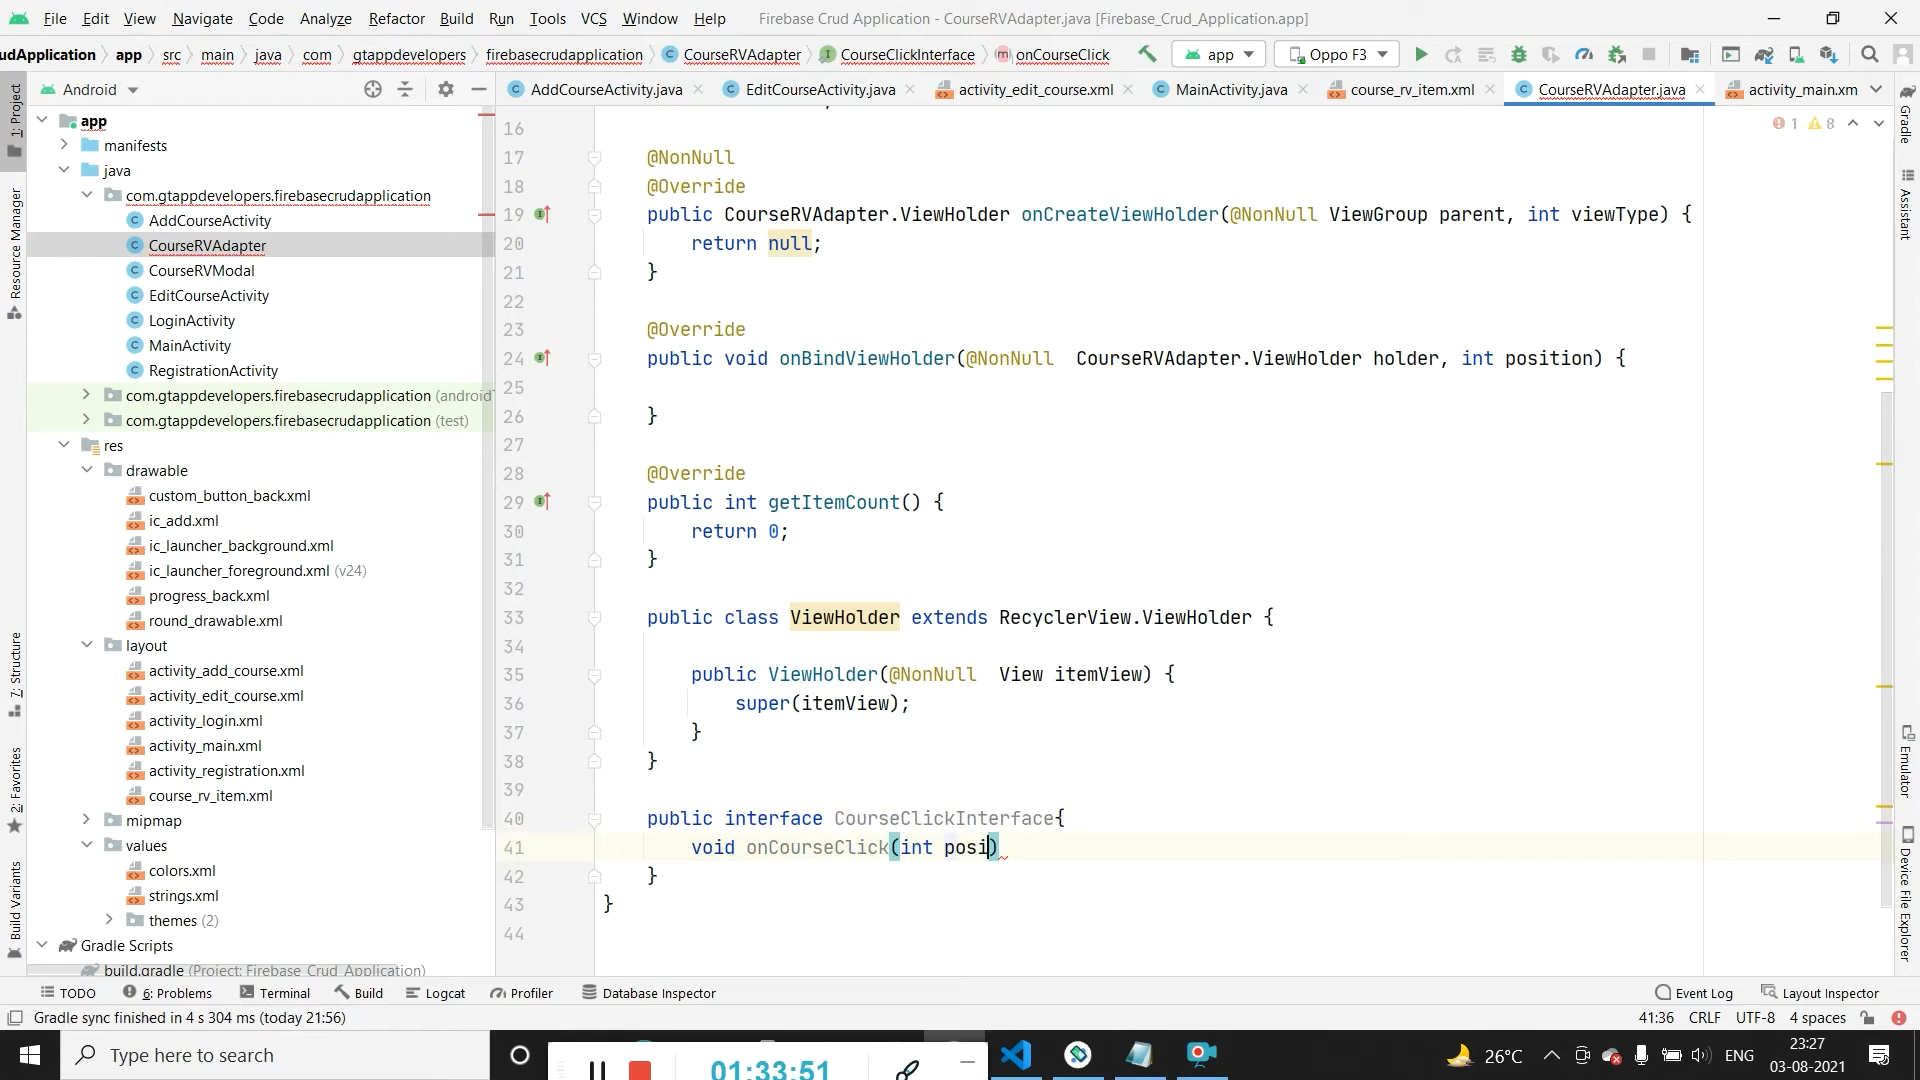 File Edit View Navigate Code Analyze Refactor Build Run Tools VCS Window Help Firebase Crud Application - CourseRVAdapter.java [Firebase_Crud_Application.app]
udApplication app src main java com gtappdevelopers firebasecrudapplication CourseRVAdapter CourseClickInterface onCourseClick app Oppo F3
Android
AddCourseActivity.java EditCourseActivity.java activity_edit_course.xml MainActivity.java course_rv_item.xml CourseRVAdapter.java activity_main.xm
1: Project
Resource Manager
7: Structure
2: Favorites
Build Variants
app
manifests
java
com.gtappdevelopers.firebasecrudapplication
AddCourseActivity
CourseRVAdapter
CourseRVModal
EditCourseActivity
LoginActivity
MainActivity
RegistrationActivity
com.gtappdevelopers.firebasecrudapplication (androidT
com.gtappdevelopers.firebasecrudapplication (test)
res
drawable
custom_button_back.xml
ic_add.xml
ic_launcher_background.xml
ic_launcher_foreground.xml (v24)
progress_back.xml
round_drawable.xml
layout
activity_add_course.xml
activity_edit_course.xml
activity_login.xml
activity_main.xml
activity_registration.xml
course_rv_item.xml
mipmap
values
colors.xml
strings.xml
themes (2)
Gradle Scripts
build.gradle (Project: Firebase_Crud_Application)
1 8
16
17 @NonNull
18 @Override
19 public CourseRVAdapter.ViewHolder onCreateViewHolder(@NonNull ViewGroup parent, int viewType) {
20 return null;
21 }
22
23 @Override
24 public void onBindViewHolder(@NonNull CourseRVAdapter.ViewHolder holder, int position) {
25
26 }
27
28 @Override
29 public int getItemCount() {
30 return 0;
31 }
32
33 public class ViewHolder extends RecyclerView.ViewHolder {
34
35 public ViewHolder(@NonNull View itemView) {
36 super(itemView);
37 }
38 }
39
40 public interface CourseClickInterface{
41 void onCourseClick(int posi)
42 }
43 }
44
Gradle
Assistant
Emulator
Device File Explorer
TODO 6: Problems Terminal Build Logcat Profiler Database Inspector Event Log Layout Inspector
Gradle sync finished in 4 s 304 ms (today 21:56) 41:36 CRLF UTF-8 4 spaces
Type here to search 01:33:51 26°C ENG 23:27
03-08-2021